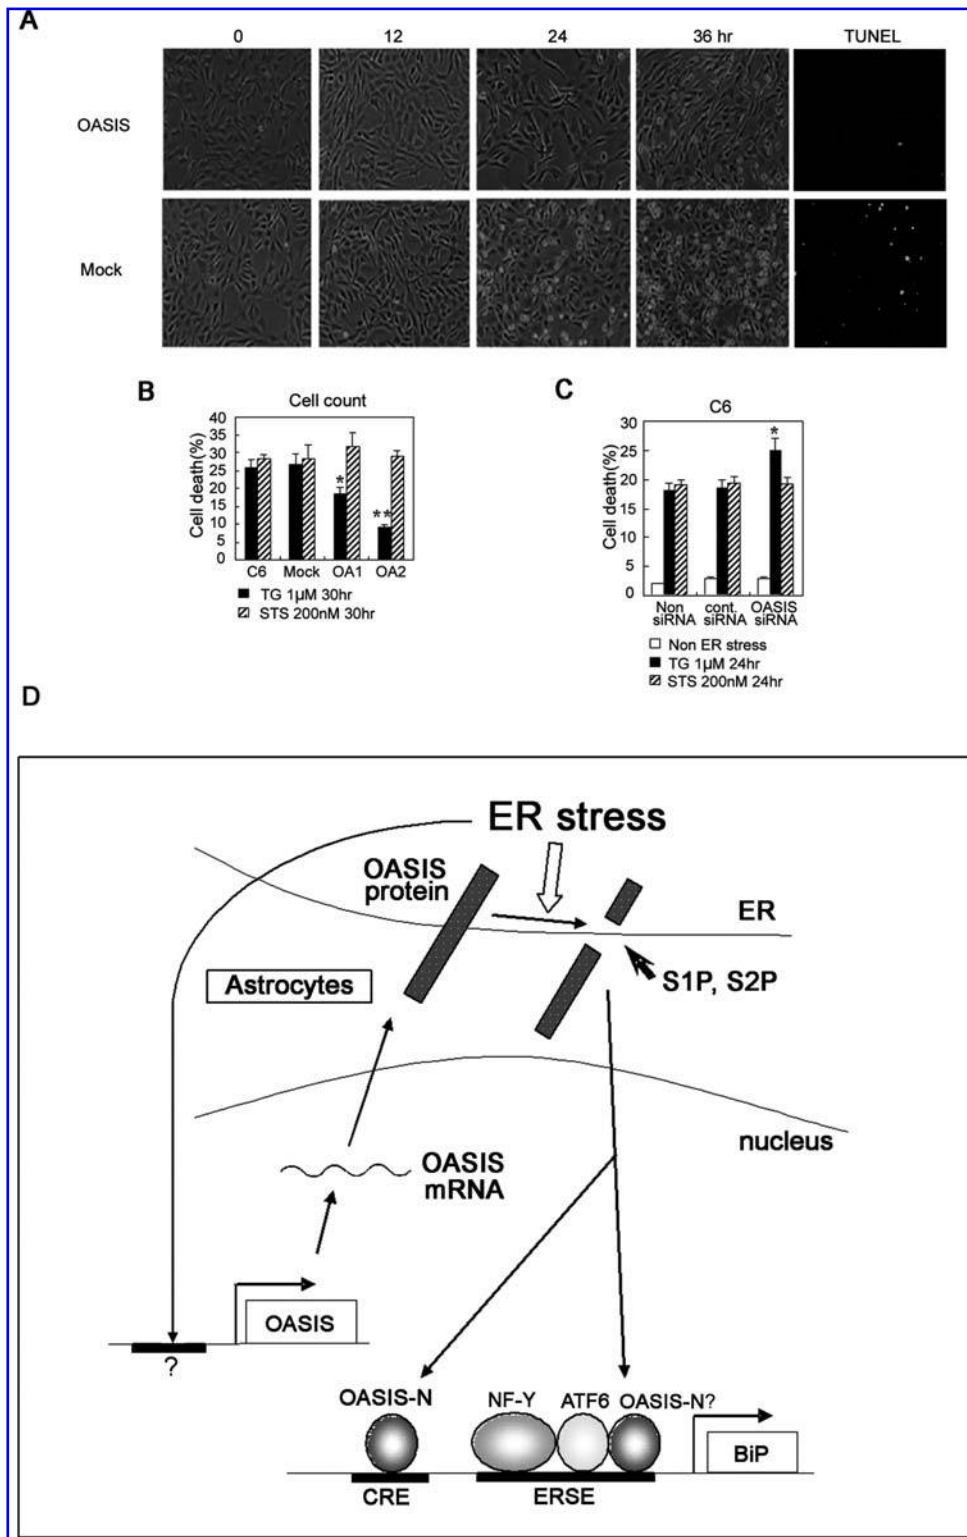 A
0 12 24 36 hr TUNEL
OASIS
Mock
B
Cell count
Cell death(%)
40
35
30
25
20
15
10
5
0
*
**
C6 Mock OA1 OA2
TG 1µM 30hr
STS 200nM 30hr
C
C6
Cell death(%)
30
25
20
15
10
5
0
*
Non siRNA
cont. siRNA
OASIS siRNA
Non ER stress
TG 1µM 24hr
STS 200nM 24hr
D
ER stress
OASIS
protein
ER
Astrocytes
S1P, S2P
nucleus
OASIS
mRNA
OASIS
?
OASIS-N
NF-Y ATF6 OASIS-N?
BiP
CRE
ERSE